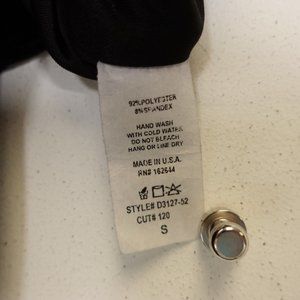 92%POLYESTER
8%SPANDEX
HAND WASH
WITH COLD WATER
DO NOT BLEACH
HANG OR LINE DRY
MADE IN U.S.A.
RN# 162644
STYLE# D3127-52
CUT# 120
S